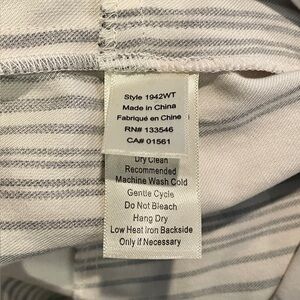 Style 1942WT
Made in China
Fabriqué en Chine
RN# 133546
CA# 01561
Dry Clean
Recommended
Machine Wash Cold
Gentle Cycle
Do Not Bleach
Hang Dry
Low Heat Iron Backside
Only if Necessary